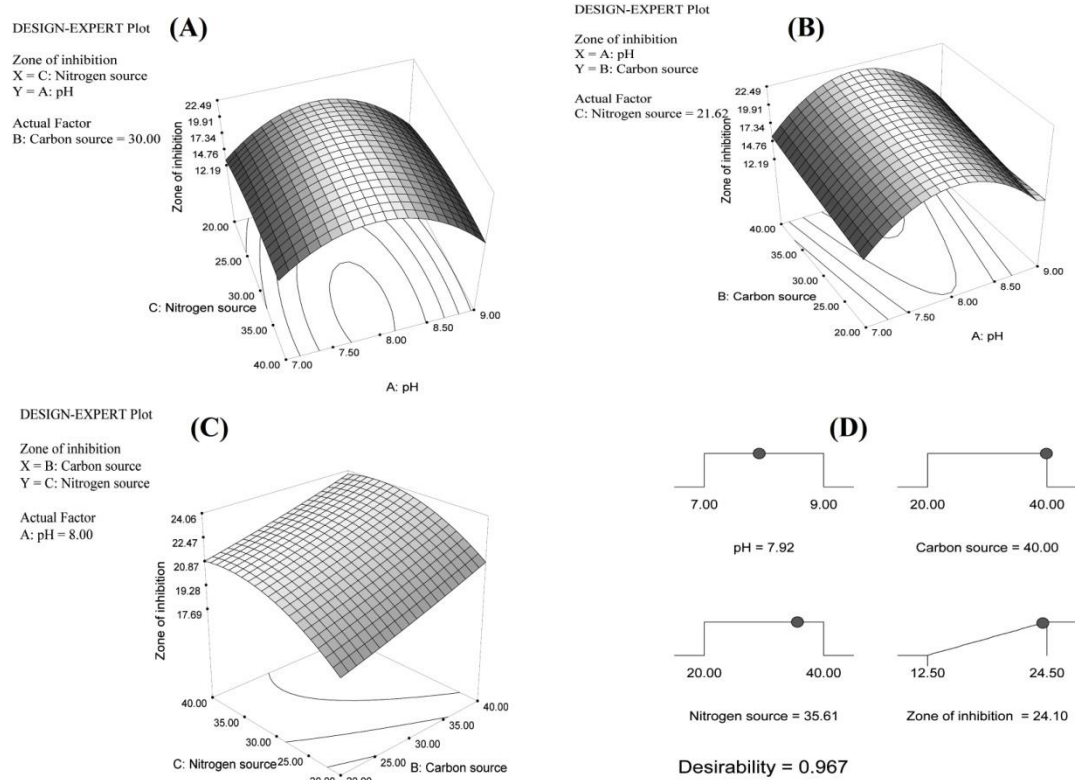 DESIGN-EXPERT Plot
(A)
Zone of inhibition
X = C: Nitrogen source
Y = A: pH
Actual Factor
B: Carbon source = 30.00
Zone of inhibition
22.49
19.91
17.34
14.76
12.19
20.00
25.00
30.00
35.00
40.00
C: Nitrogen source
7.00
7.50
8.00
8.50
9.00
A: pH
DESIGN-EXPERT Plot
(B)
Zone of inhibition
X = A: pH
Y = B: Carbon source
Actual Factor
C: Nitrogen source = 21.62
Zone of inhibition
22.49
19.91
17.34
14.76
12.19
40.00
35.00
30.00
25.00
20.00
B: Carbon source
7.00
7.50
8.00
8.50
9.00
A: pH
DESIGN-EXPERT Plot
(C)
Zone of inhibition
X = B: Carbon source
Y = C: Nitrogen source
Actual Factor
A: pH = 8.00
Zone of inhibition
24.06
22.47
20.87
19.28
17.69
40.00
35.00
30.00
25.00
C: Nitrogen source
25.00
30.00
35.00
40.00
B: Carbon source
(D)
7.00
9.00
pH = 7.92
20.00
40.00
Carbon source = 40.00
20.00
40.00
Nitrogen source = 35.61
12.50
24.50
Zone of inhibition = 24.10
Desirability = 0.967